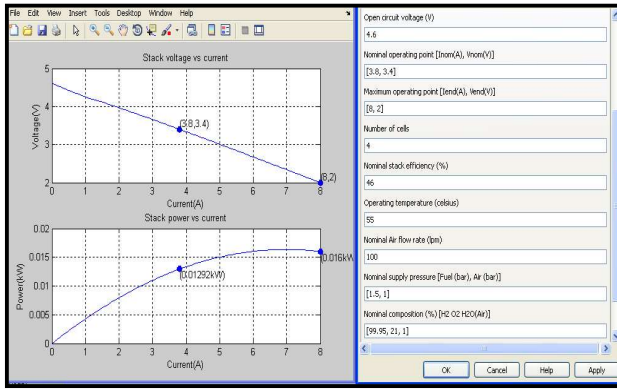 File Edit View Insert Tools Desktop Window Help
Stack voltage vs current
Voltage(V)
5
4
3
2
(3.8,3.4)
(8,2)
0 1 2 3 4 5 6 7 8
Current(A)
Stack power vs current
Power(kW)
0.02
0.015
0.01
0.005
0
(0.01292kW)
(0.016kW
0 1 2 3 4 5 6 7 8
Current(A)
Open circuit voltage (V)
4.6
Nominal operating point [Inom(A), Vnom(V)]
[3.8, 3.4]
Maximum operating point [Iend(A), Vend(V)]
[8, 2]
Number of cells
4
Nominal stack efficiency (%)
46
Operating temperature (celsius)
55
Nominal Air flow rate (lpm)
100
Nominal supply pressure [Fuel (bar), Air (bar)]
[1.5, 1]
Nominal composition (%) [H2 O2 H2O(Air)]
[99.95, 21, 1]
OK Cancel Help Apply